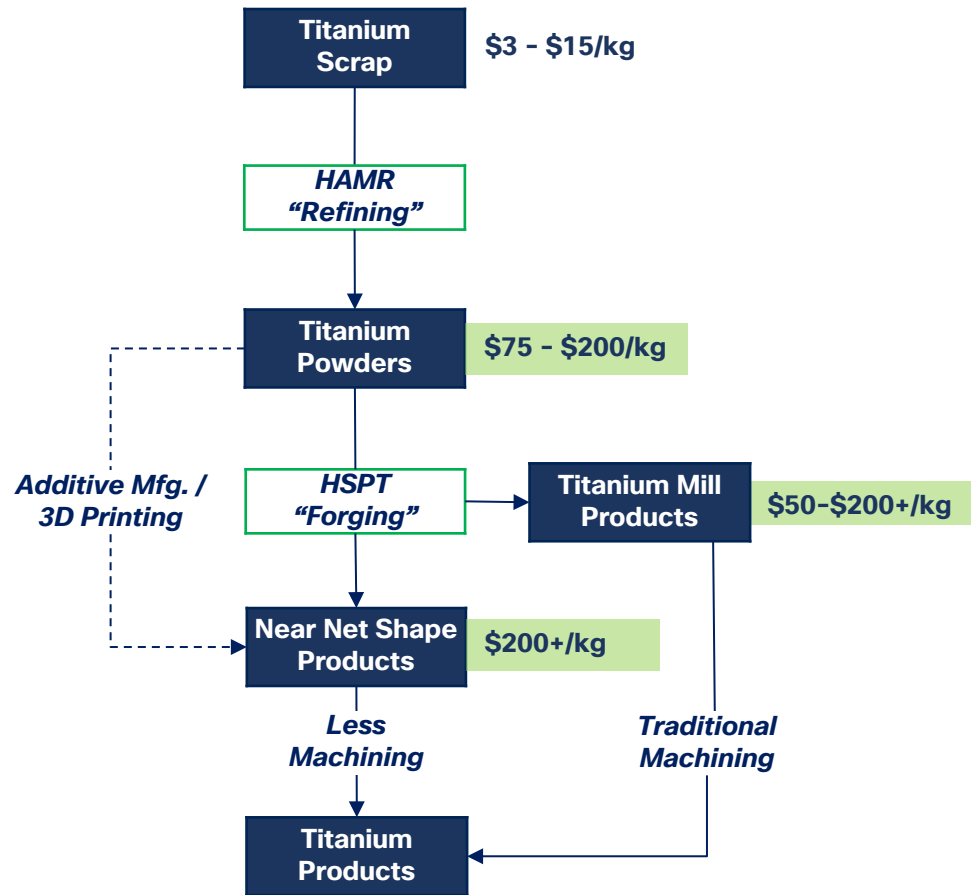 Titanium
Scrap
$3 – $15/kg
HAMR
“Refining”
Titanium
Powders
$75 – $200/kg
Additive Mfg. /
3D Printing
HSPT
“Forging”
Titanium Mill
Products
$50–$200+/kg
Near Net Shape
Products
$200+/kg
Less
Machining
Traditional
Machining
Titanium
Products